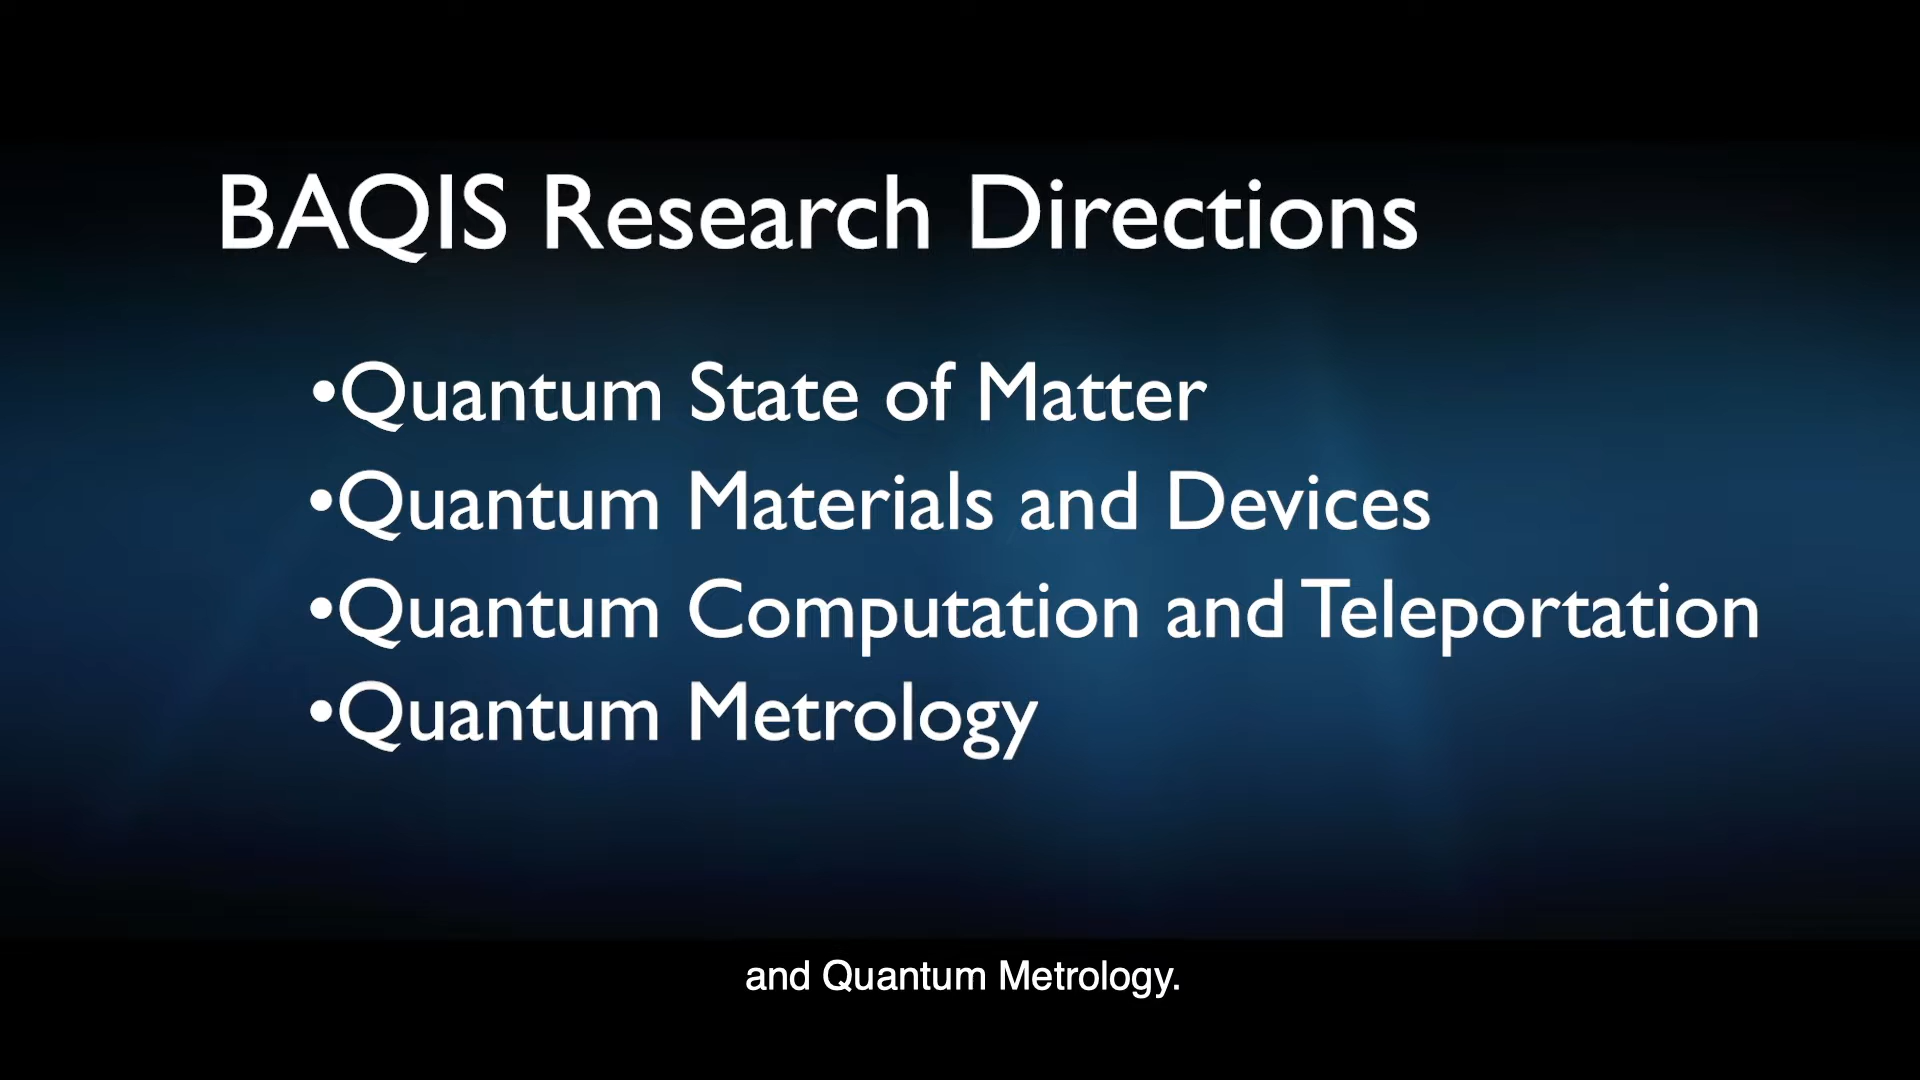 BAQIS Research Directions
•Quantum State of Matter
•Quantum Materials and Devices
•Quantum Computation and Teleportation
•Quantum Metrology
and Quantum Metrology.